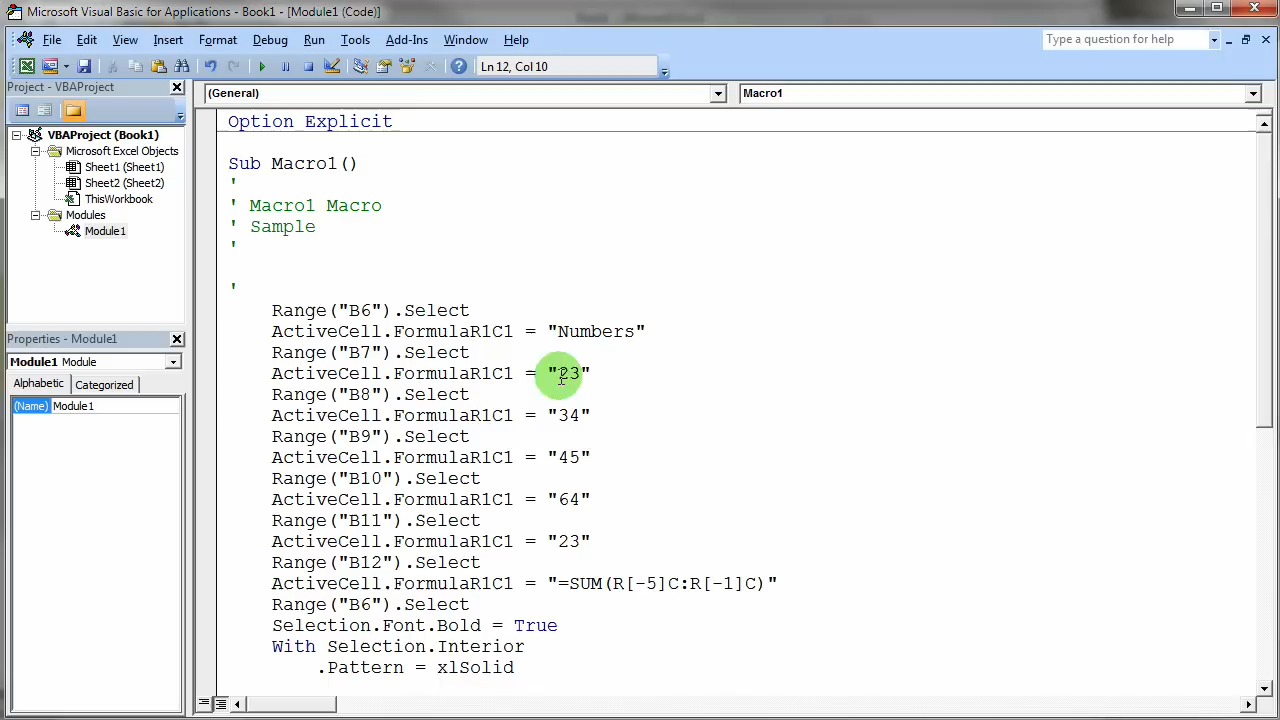 Microsoft Visual Basic for Applications - Book1 - [Module1 (Code)]
File Edit View Insert Format Debug Run Tools Add-Ins Window Help
Type a question for help
Ln 12, Col 10
Project - VBAProject
(General)
Macro1
VBAProject (Book1)
Microsoft Excel Objects
Sheet1 (Sheet1)
Sheet2 (Sheet2)
ThisWorkbook
Modules
Module1
Properties - Module1
Module1 Module
Alphabetic Categorized
(Name) Module1
Option Explicit
Sub Macro1()
'
' Macro1 Macro
' Sample
'
'
Range("B6").Select
ActiveCell.FormulaR1C1 = "Numbers"
Range("B7").Select
ActiveCell.FormulaR1C1 = "23"
Range("B8").Select
ActiveCell.FormulaR1C1 = "34"
Range("B9").Select
ActiveCell.FormulaR1C1 = "45"
Range("B10").Select
ActiveCell.FormulaR1C1 = "64"
Range("B11").Select
ActiveCell.FormulaR1C1 = "23"
Range("B12").Select
ActiveCell.FormulaR1C1 = "=SUM(R[-5]C:R[-1]C)"
Range("B6").Select
Selection.Font.Bold = True
With Selection.Interior
.Pattern = xlSolid